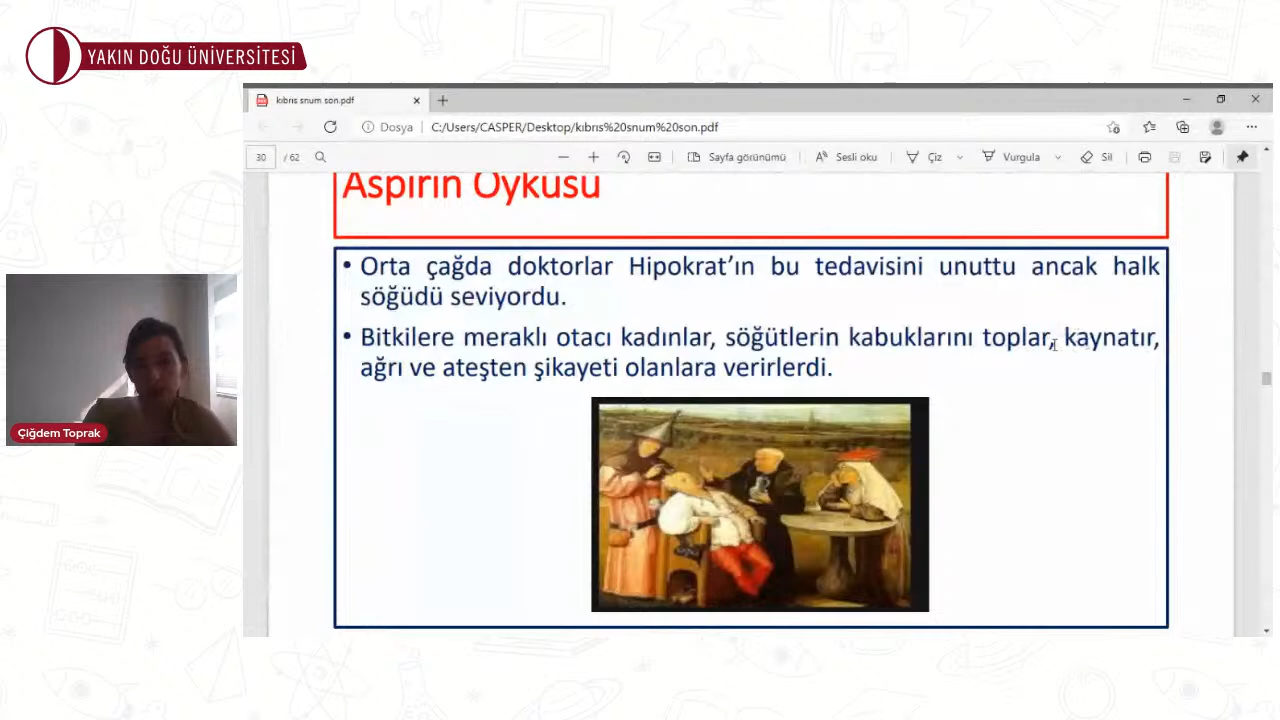 YAKIN DOĞU ÜNİVERSİTESİ
kıbrıs snum son.pdf
Dosya
C:/Users/CASPER/Desktop/kıbrıs%20snum%20son.pdf
30 / 62
Sayfa görünümü
Sesli oku
Çiz
Vurgula
Sil
Aspirin Öyküsü
• Orta çağda doktorlar Hipokrat’ın bu tedavisini unuttu ancak halk
söğüdü seviyordu.
• Bitkilere meraklı otacı kadınlar, söğütlerin kabuklarını toplar, kaynatır,
ağrı ve ateşten şikayeti olanlara verirlerdi.
Çiğdem Toprak